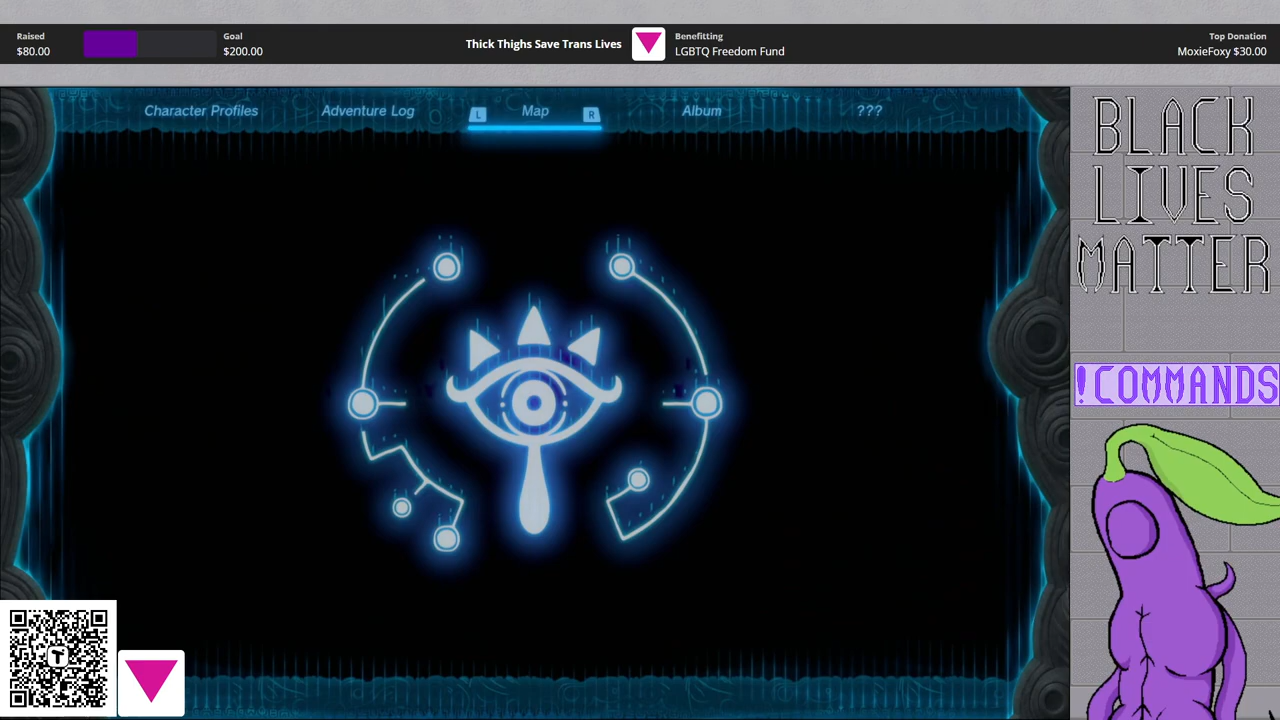 Raised
$80.00
Goal
$200.00
Thick Thighs Save Trans Lives
Benefitting
LGBTQ Freedom Fund
Top Donation
MoxieFoxy $30.00
Character Profiles
Adventure Log
L
Map
R
Album
???
BLACK
LIVES
MATTER
!COMMANDS
T